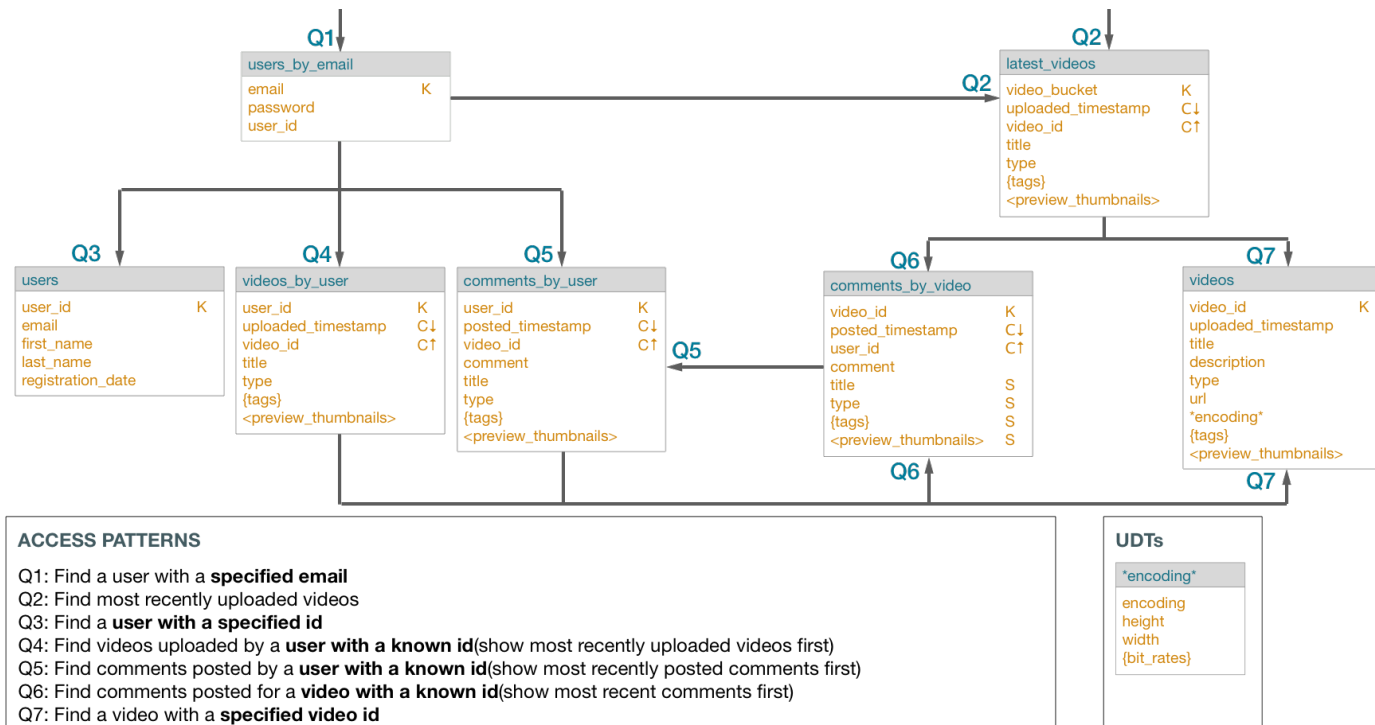 Q1
Q2
users_by_email
email K
password
user_id
Q2
latest_videos
video_bucket K
uploaded_timestamp C↓
video_id C↑
title
type
{tags}
<preview_thumbnails>
Q3
users
user_id K
email
first_name
last_name
registration_date
Q4
videos_by_user
user_id K
uploaded_timestamp C↓
video_id C↑
title
type
{tags}
<preview_thumbnails>
Q5
comments_by_user
user_id K
posted_timestamp C↓
video_id C↑
comment
title
type
{tags}
<preview_thumbnails>
Q5
Q6
comments_by_video
video_id K
posted_timestamp C↓
user_id C↑
comment
title S
type S
{tags} S
<preview_thumbnails> S
Q6
Q7
videos
video_id K
uploaded_timestamp
title
description
type
url
*encoding*
{tags}
<preview_thumbnails>
Q7
ACCESS PATTERNS
Q1: Find a user with a specified email
Q2: Find most recently uploaded videos
Q3: Find a user with a specified id
Q4: Find videos uploaded by a user with a known id(show most recently uploaded videos first)
Q5: Find comments posted by a user with a known id(show most recently posted comments first)
Q6: Find comments posted for a video with a known id(show most recent comments first)
Q7: Find a video with a specified video id
UDTs
*encoding*
encoding
height
width
{bit_rates}